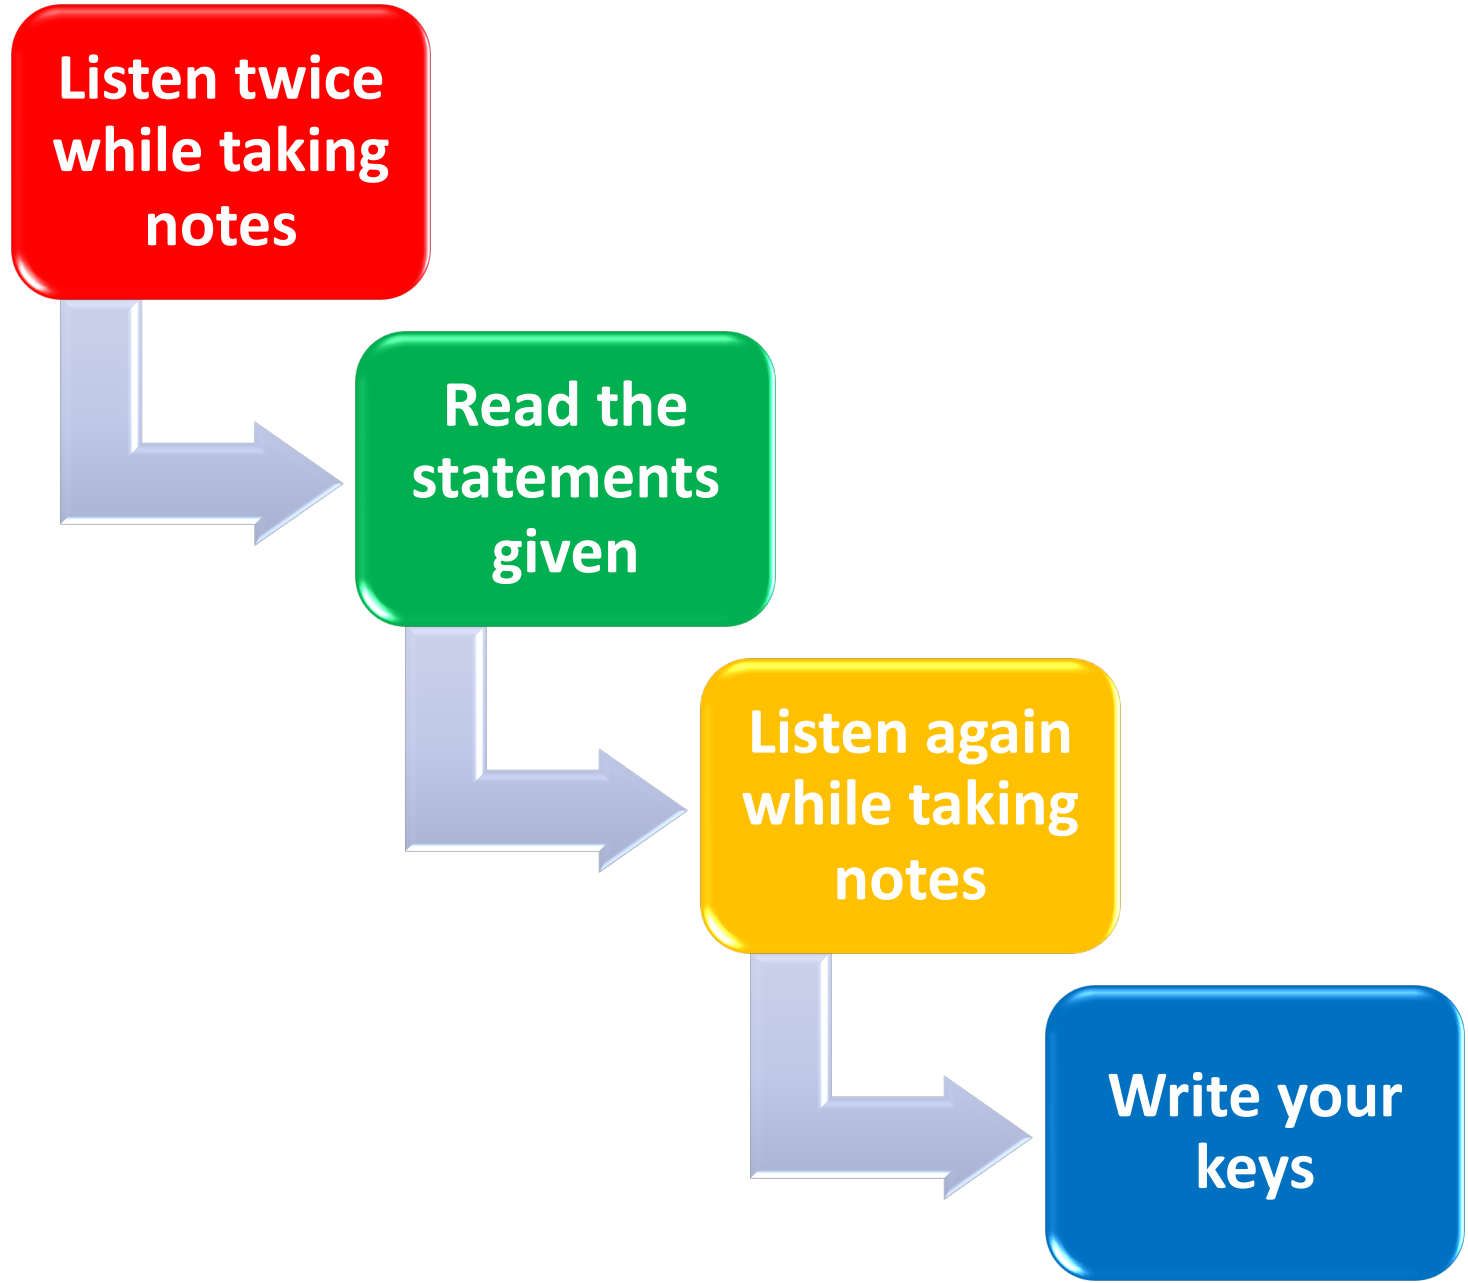 Listen twice
while taking
notes
Read the
statements
given
Listen again
while taking
notes
Write your
keys